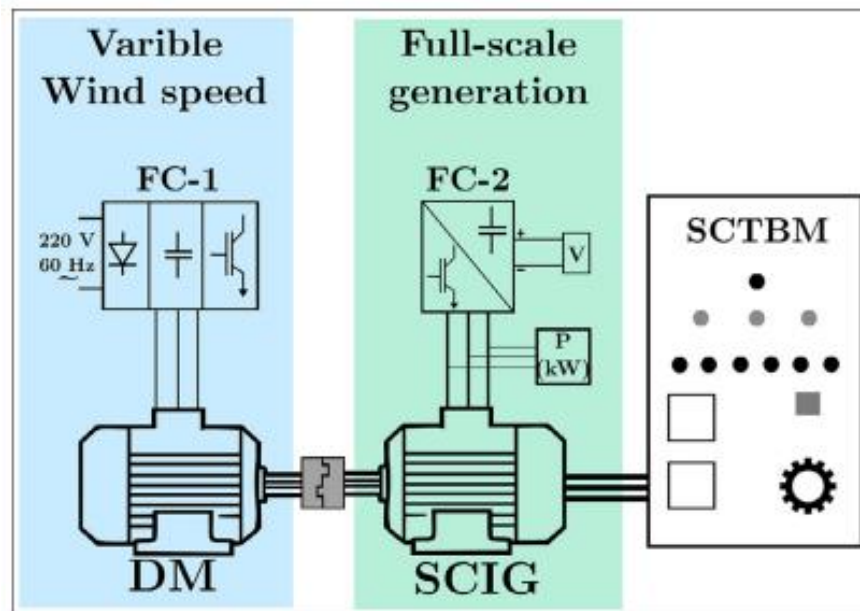 Varible
Wind speed
Full-scale
generation
FC-1
FC-2
220 V
60 Hz
~
+
V
−
P
(kW)
SCTBM
DM
SCIG